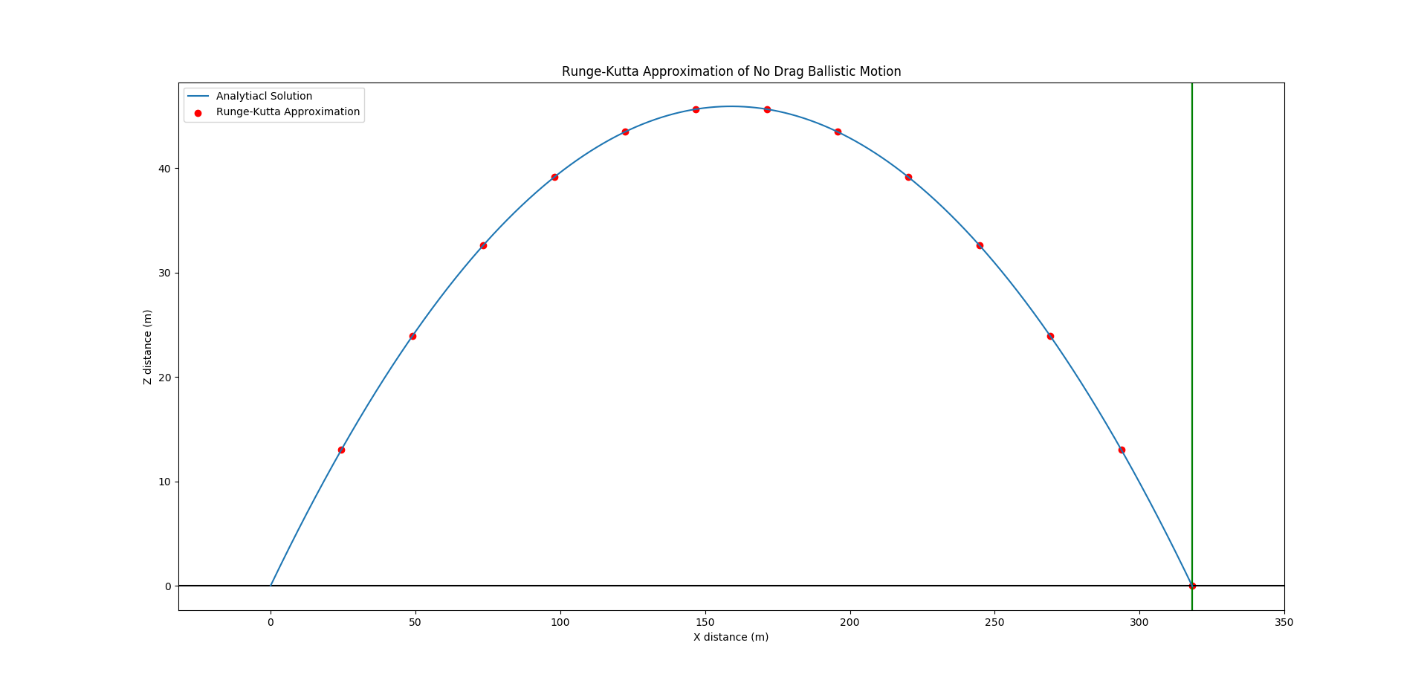 Runge-Kutta Approximation of No Drag Ballistic Motion
Analytiacl Solution
Runge-Kutta Approximation
40
30
20
10
0
Z distance (m)
0 50 100 150 200 250 300 350
X distance (m)